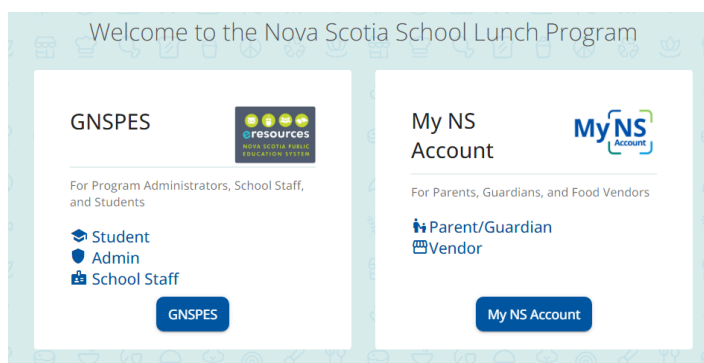 Welcome to the Nova Scotia School Lunch Program
GNSPES
eresources
NOVA SCOTIA PUBLIC
EDUCATION SYSTEM
For Program Administrators, School Staff,
and Students
Student
Admin
School Staff
GNSPES
My NS
Account
My NS
Account
For Parents, Guardians, and Food Vendors
Parent/Guardian
Vendor
My NS Account